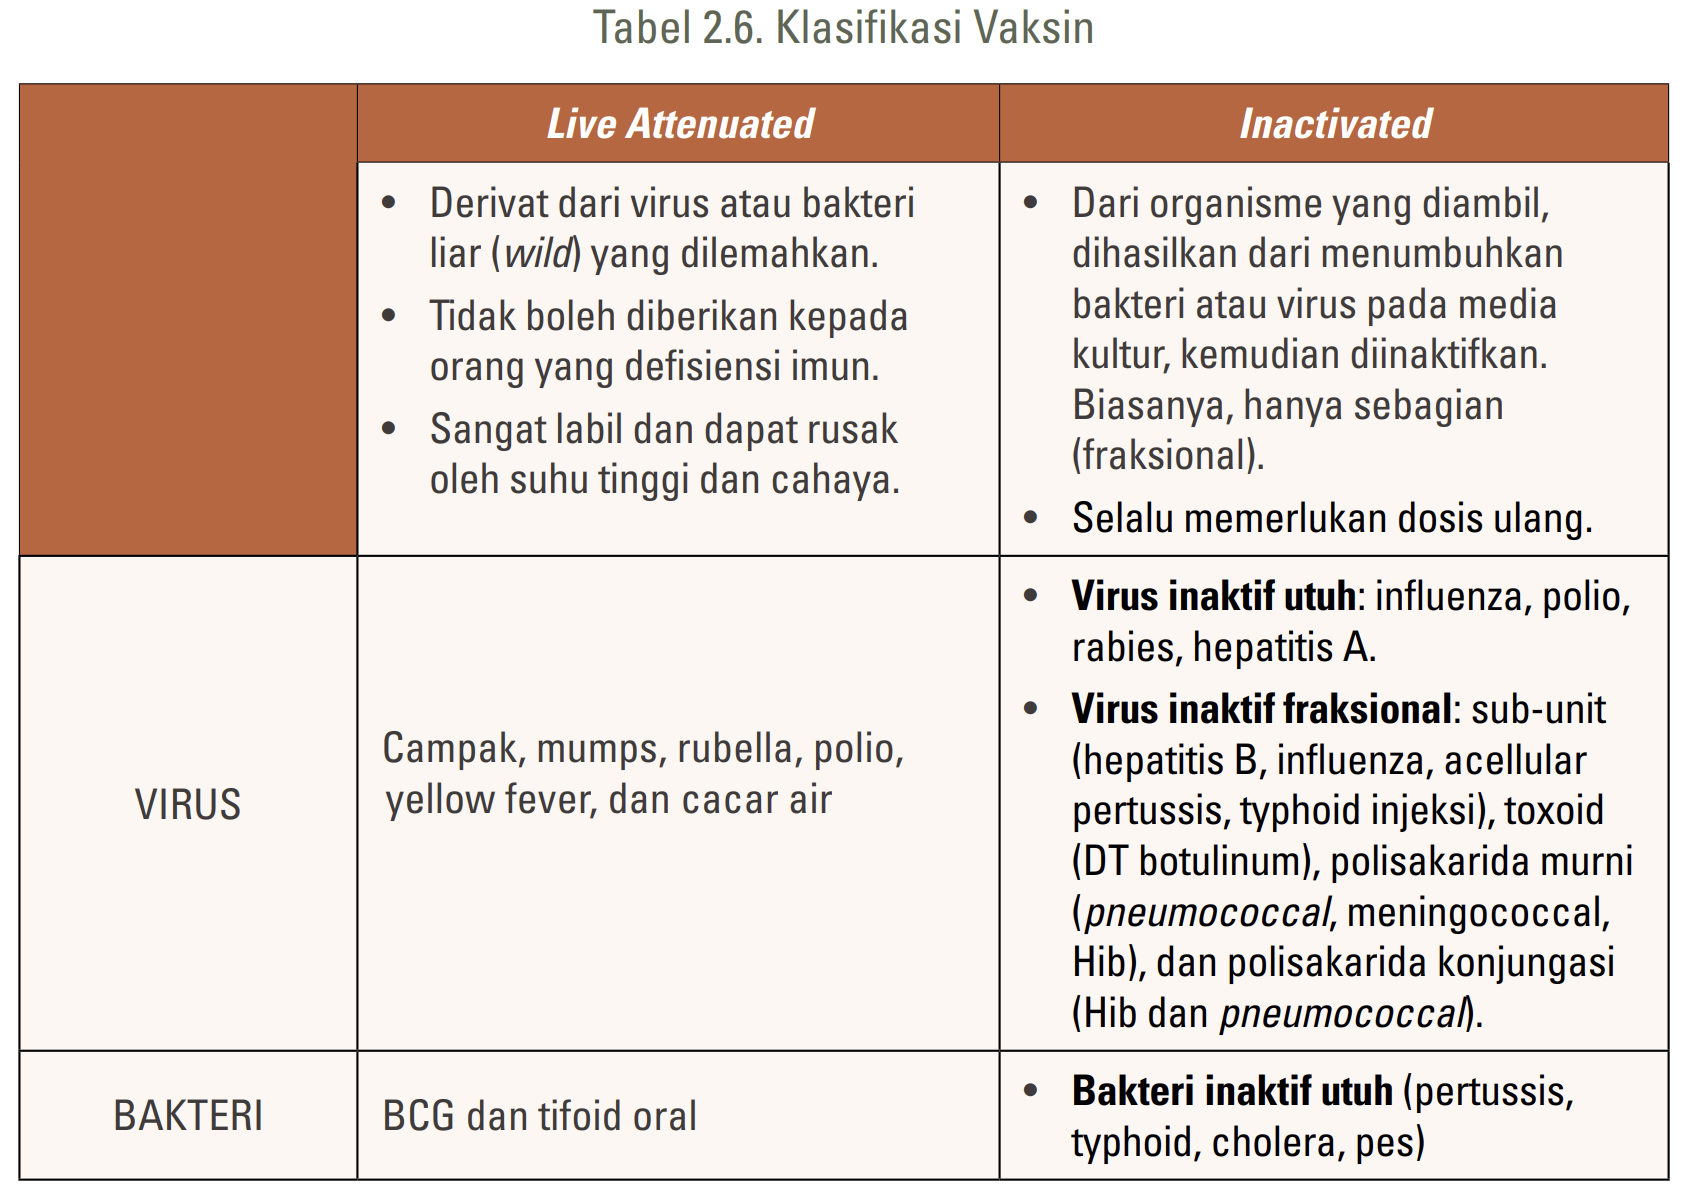 Tabel 2.6. Klasifikasi Vaksin
Live Attenuated
Inactivated
• Derivat dari virus atau bakteri
liar (wild) yang dilemahkan.
• Tidak boleh diberikan kepada
orang yang defisiensi imun.
• Sangat labil dan dapat rusak
oleh suhu tinggi dan cahaya.
• Dari organisme yang diambil,
dihasilkan dari menumbuhkan
bakteri atau virus pada media
kultur, kemudian diinaktifkan.
Biasanya, hanya sebagian
(fraksional).
• Selalu memerlukan dosis ulang.
VIRUS
Campak, mumps, rubella, polio,
yellow fever, dan cacar air
• Virus inaktif utuh: influenza, polio,
rabies, hepatitis A.
• Virus inaktif fraksional: sub-unit
(hepatitis B, influenza, acellular
pertussis, typhoid injeksi), toxoid
(DT botulinum), polisakarida murni
(pneumococcal, meningococcal,
Hib), dan polisakarida konjungasi
(Hib dan pneumococcal).
BAKTERI
BCG dan tifoid oral
• Bakteri inaktif utuh (pertussis,
typhoid, cholera, pes)